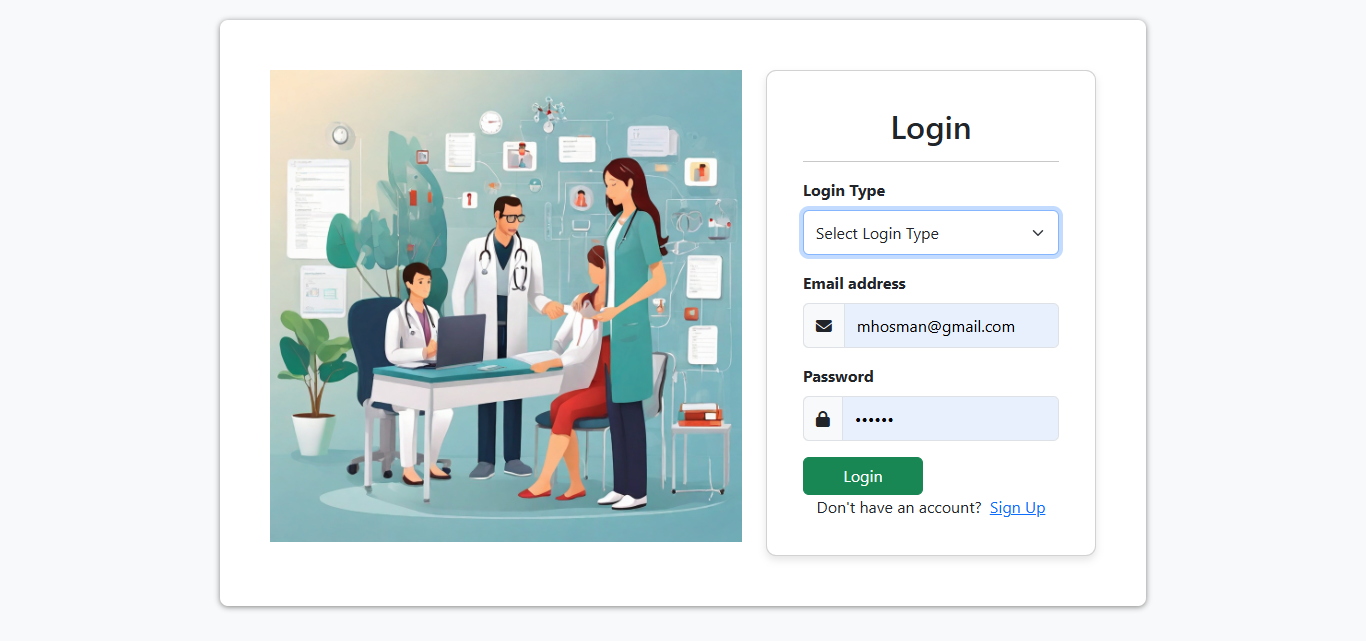 Login
Login Type
Select Login Type
Email address
mhosman@gmail.com
Password
••••••
Login
Don't have an account? Sign Up